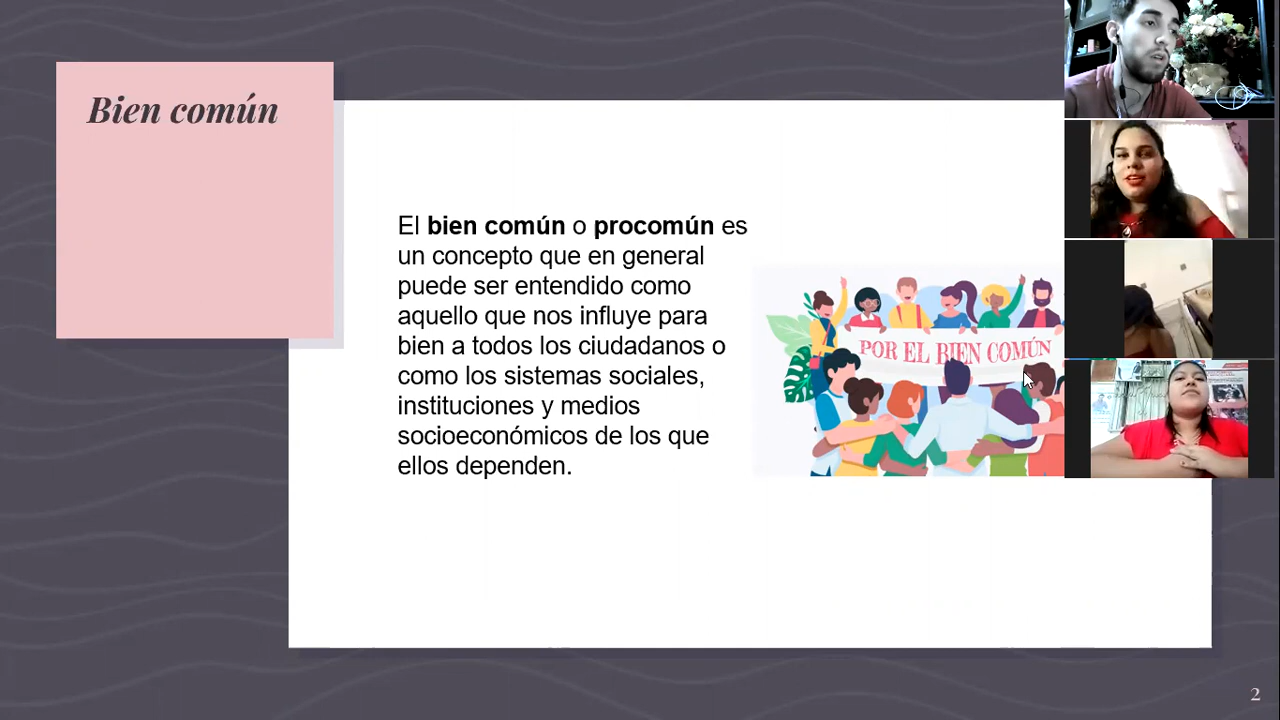 Bien común
El bien común o procomún es
un concepto que en general
puede ser entendido como
aquello que nos influye para
bien a todos los ciudadanos o
como los sistemas sociales,
instituciones y medios
socioeconómicos de los que
ellos dependen.
POR EL BIEN COMÚN
2